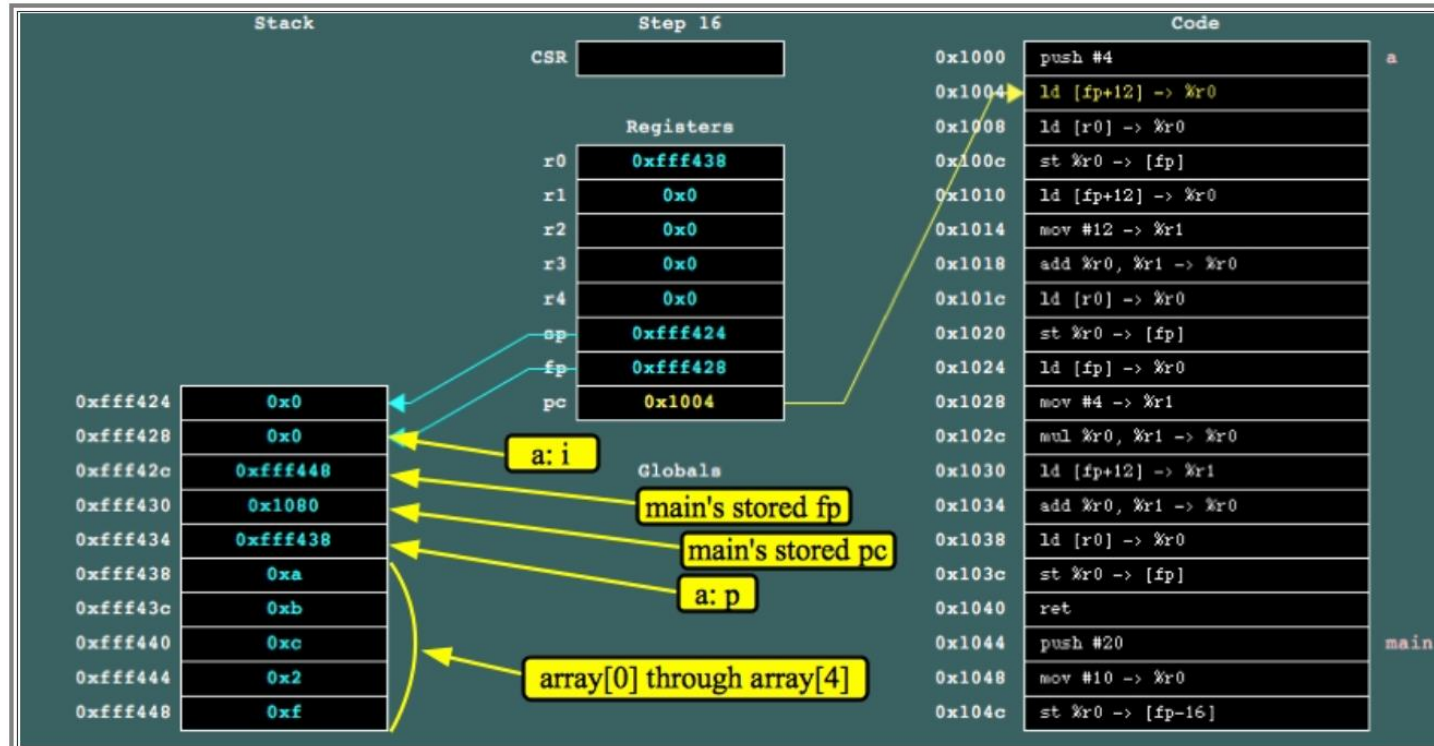 Stack Step 16 Code
CSR 0x1000 push #4 a
0x1004 ld [fp+12] -> %r0
Registers 0x1008 ld [r0] -> %r0
r0 0xfff438 0x100c st %r0 -> [fp]
r1 0x0 0x1010 ld [fp+12] -> %r0
r2 0x0 0x1014 mov #12 -> %r1
r3 0x0 0x1018 add %r0, %r1 -> %r0
r4 0x0 0x101c ld [r0] -> %r0
sp 0xfff424 0x1020 st %r0 -> [fp]
fp 0xfff428 0x1024 ld [fp] -> %r0
0xfff424 0x0 pc 0x1004 0x1028 mov #4 -> %r1
0xfff428 0x0 a: i 0x102c mul %r0, %r1 -> %r0
0xfff42c 0xfff448 Globals 0x1030 ld [fp+12] -> %r1
0xfff430 0x1080 main's stored fp 0x1034 add %r0, %r1 -> %r0
0xfff434 0xfff438 main's stored pc 0x1038 ld [r0] -> %r0
0xfff438 0xa a: p 0x103c st %r0 -> [fp]
0xfff43c 0xb 0x1040 ret
0xfff440 0xc 0x1044 push #20 main
0xfff444 0x2 array[0] through array[4] 0x1048 mov #10 -> %r0
0xfff448 0xf 0x104c st %r0 -> [fp-16]